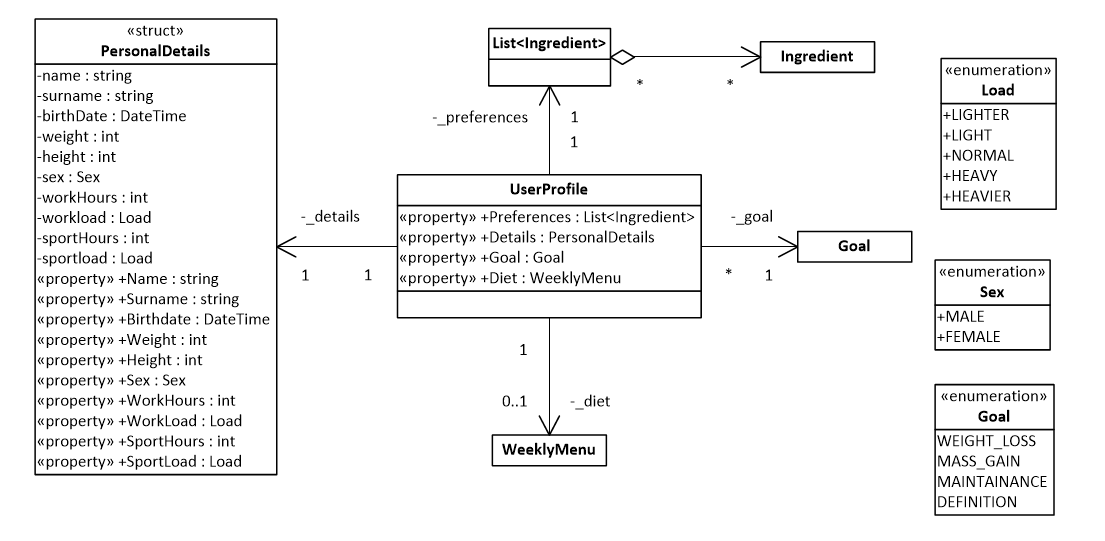 «struct»
PersonalDetails
-name : string
-surname : string
-birthDate : DateTime
-weight : int
-height : int
-sex : Sex
-workHours : int
-workload : Load
-sportHours : int
-sportload : Load
«property» +Name : string
«property» +Surname : string
«property» +Birthdate : DateTime
«property» +Weight : int
«property» +Height : int
«property» +Sex : Sex
«property» +WorkHours : int
«property» +WorkLoad : Load
«property» +SportHours : int
«property» +SportLoad : Load
List<Ingredient>
* *
Ingredient
-_preferences
1
1
UserProfile
«property» +Preferences : List<Ingredient>
«property» +Details : PersonalDetails
«property» +Goal : Goal
«property» +Diet : WeeklyMenu
-_details
1 1
-_goal
* 1
Goal
1
0..1 -_diet
WeeklyMenu
«enumeration»
Load
+LIGHTER
+LIGHT
+NORMAL
+HEAVY
+HEAVIER
«enumeration»
Sex
+MALE
+FEMALE
«enumeration»
Goal
WEIGHT_LOSS
MASS_GAIN
MAINTAINANCE
DEFINITION